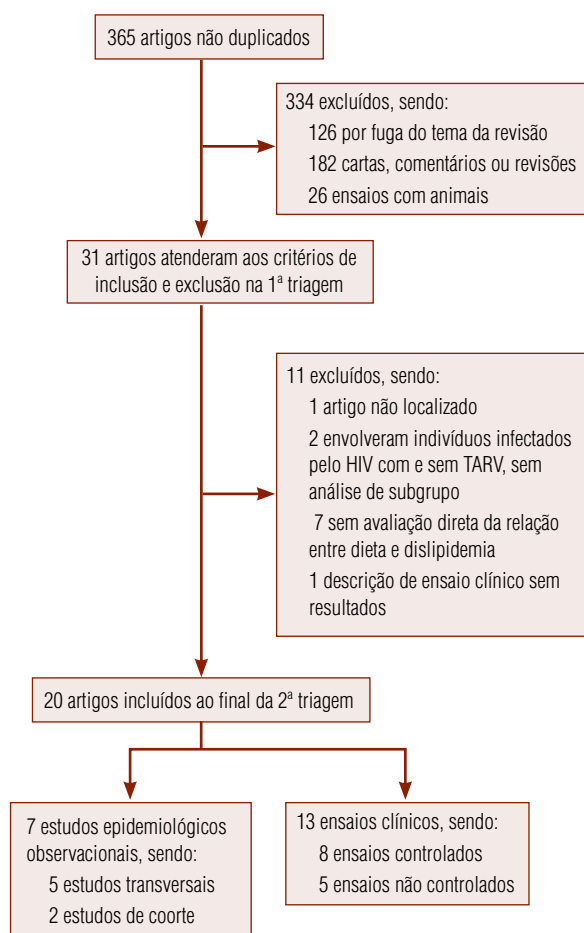 365 artigos não duplicados
334 excluídos, sendo:
126 por fuga do tema da revisão
182 cartas, comentários ou revisões
26 ensaios com animais
31 artigos atenderam aos critérios de
inclusão e exclusão na 1ª triagem
11 excluídos, sendo:
1 artigo não localizado
2 envolveram indivíduos infectados
pelo HIV com e sem TARV, sem
análise de subgrupo
7 sem avaliação direta da relação
entre dieta e dislipidemia
1 descrição de ensaio clínico sem
resultados
20 artigos incluídos ao final da 2ª triagem
7 estudos epidemiológicos
observacionais, sendo:
5 estudos transversais
2 estudos de coorte
13 ensaios clínicos, sendo:
8 ensaios controlados
5 ensaios não controlados